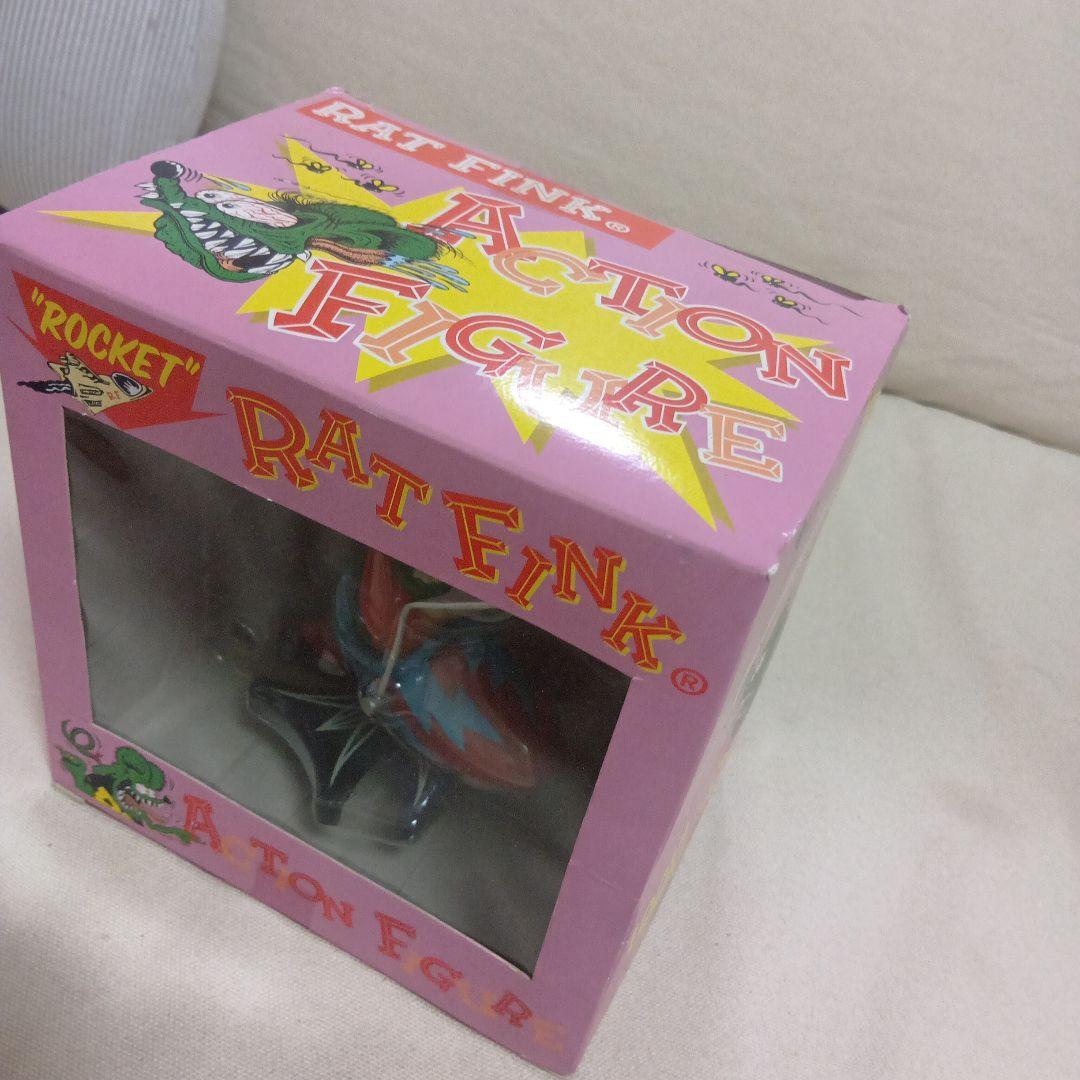 RAT FINK®
ACTION
FIGURE
"ROCKET"
R.F.
RAT FINK®
ACTION FIGURE